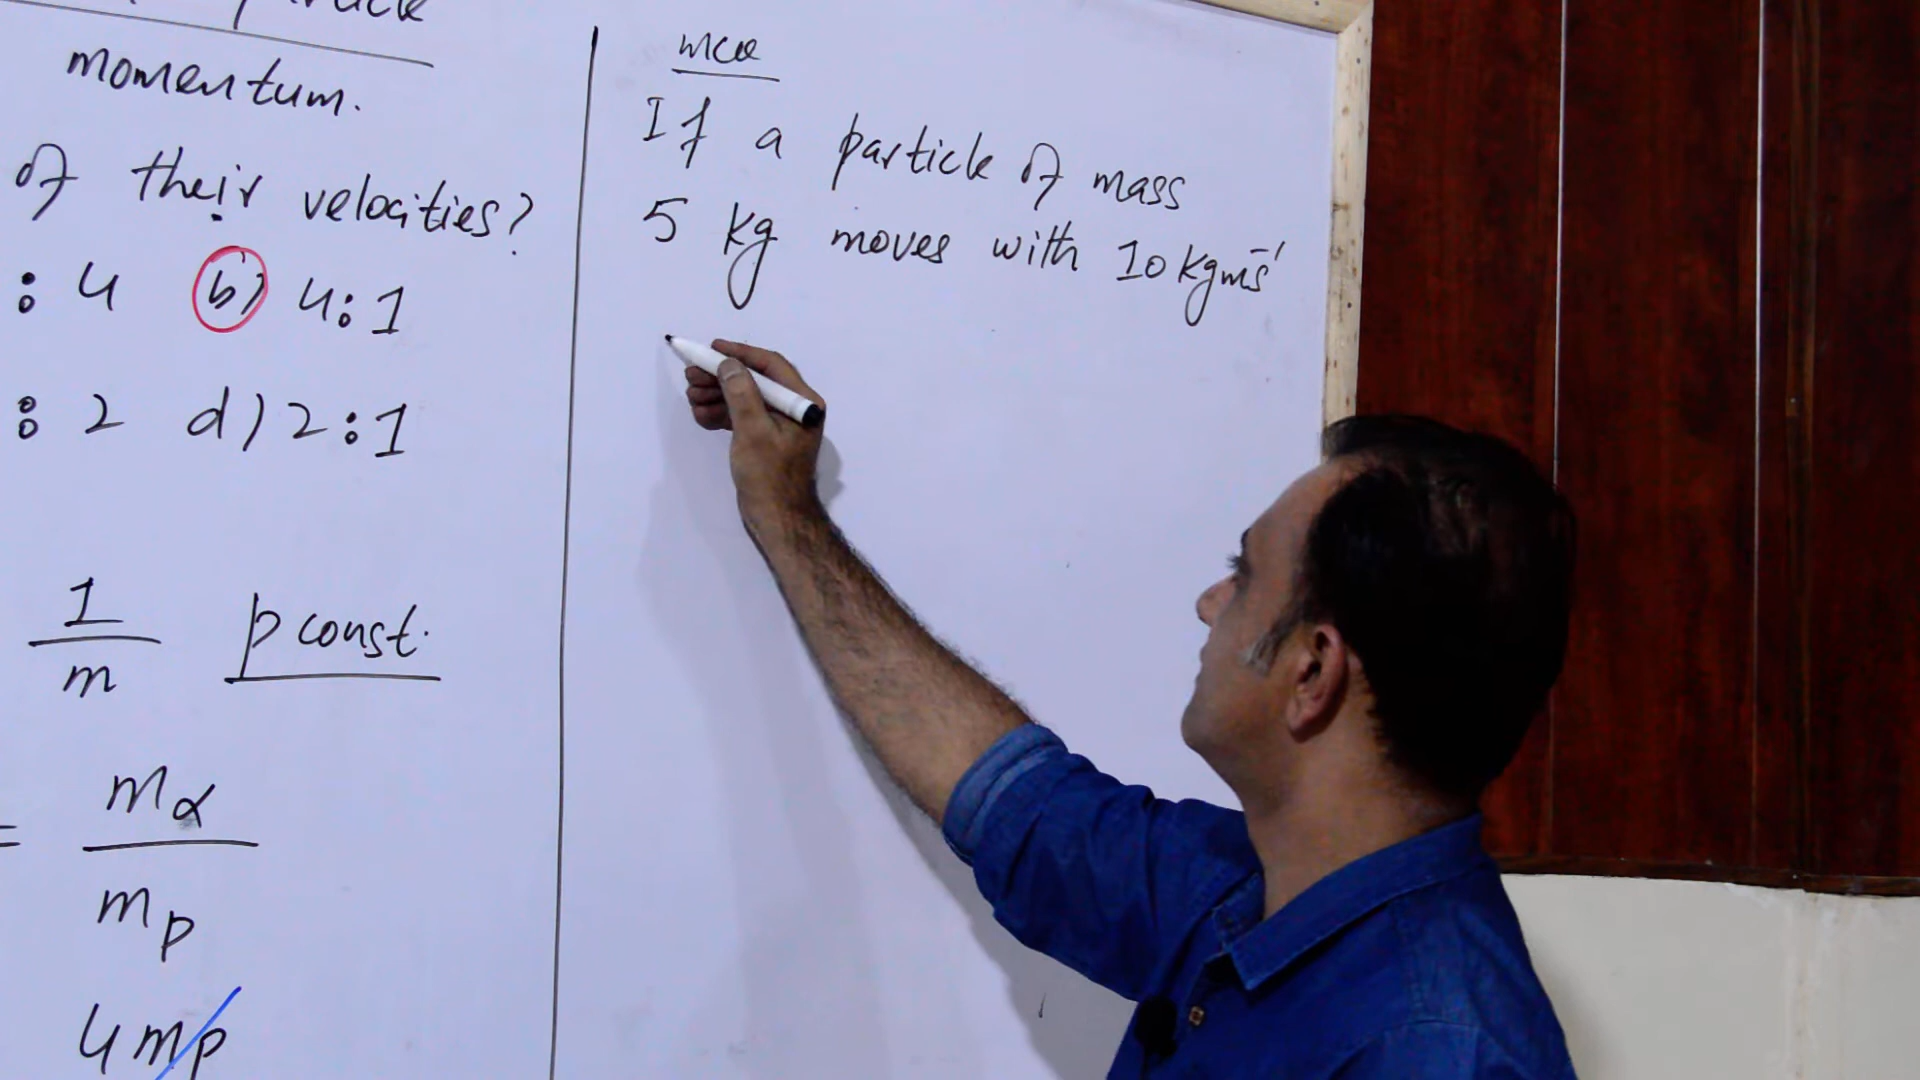 momentum.
of their velocities?
: 4 b) 4:1
: 2 d) 2:1
1
m
p const.
= mα
mp
4mp
mcq
If a particle of mass
5 kg moves with 10 kgms⁻¹